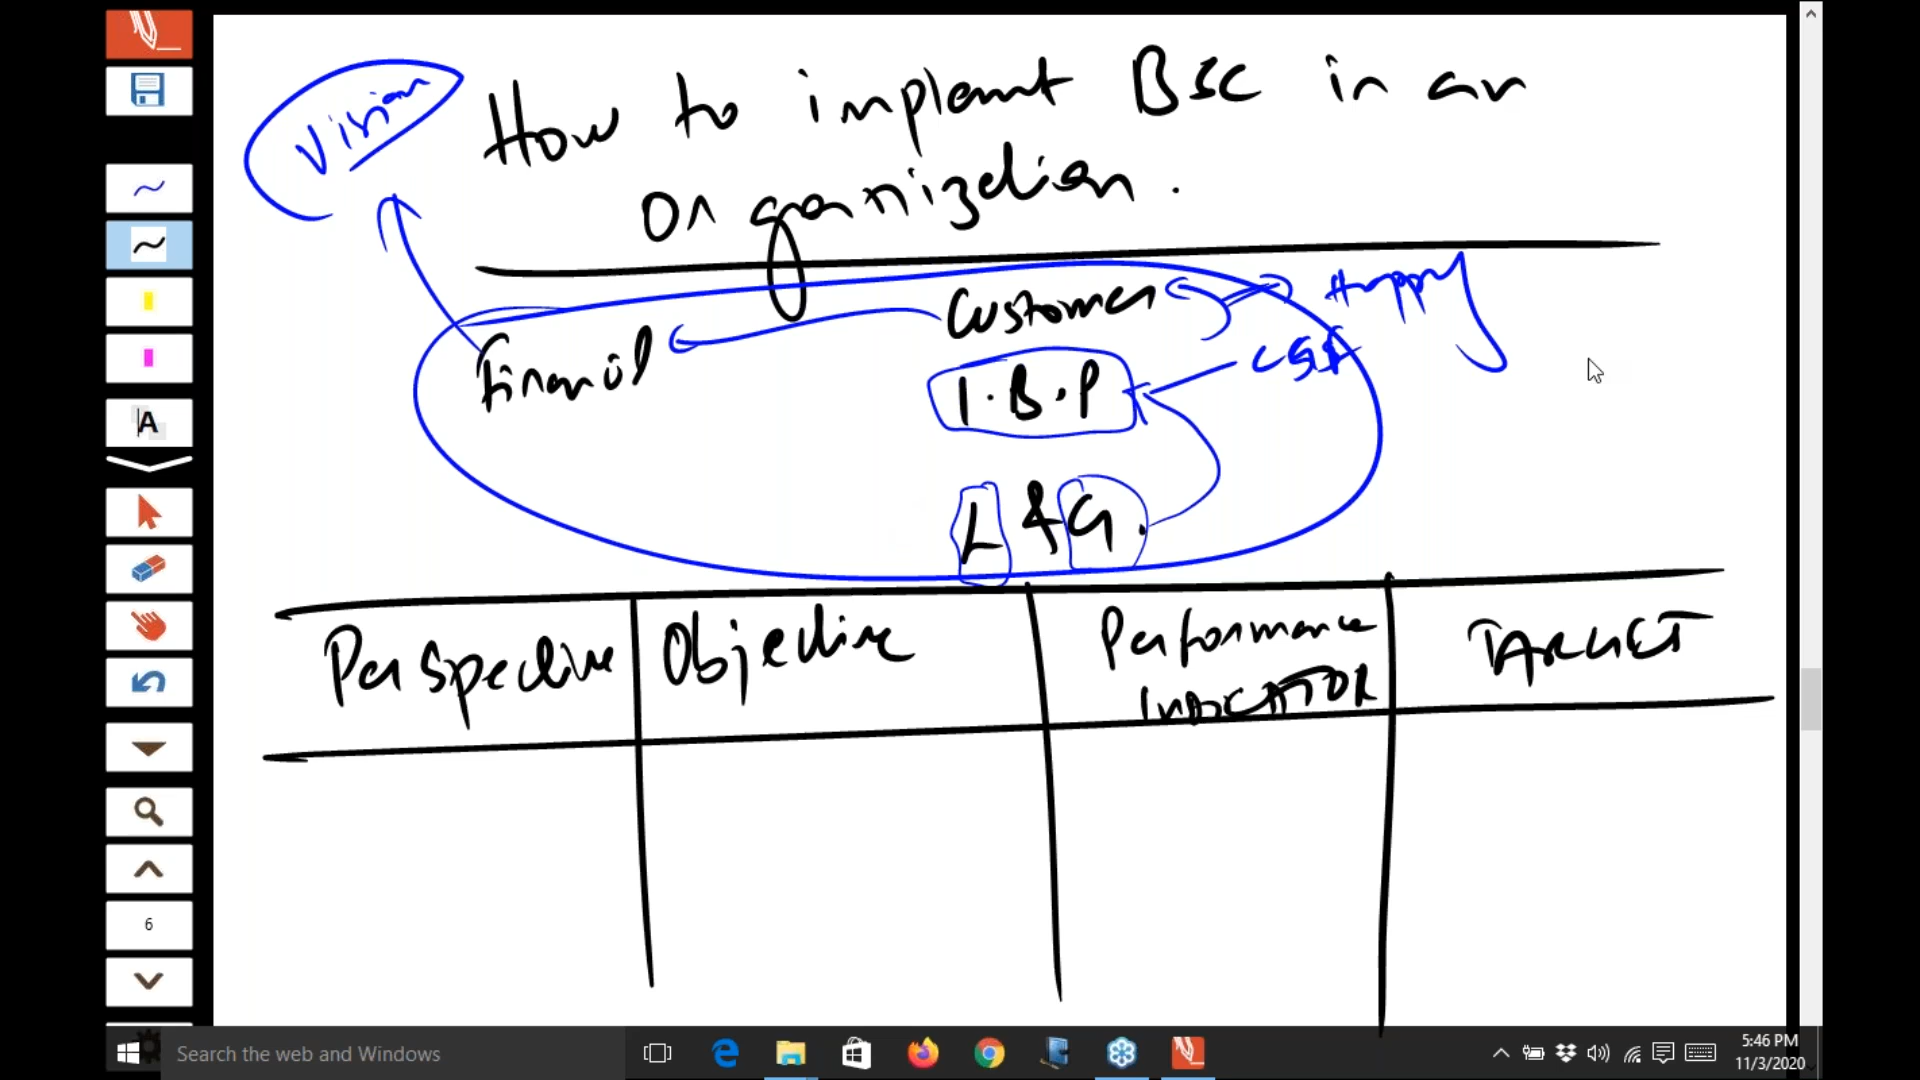 Vision
How to implant BSC in an
Organization.
Customer
Happy
Financial
I.B.P
CSF
L & G.
Perspective Objective Performance INDICATOR TARGET
A
6
Search the web and Windows
5:46 PM
11/3/2020